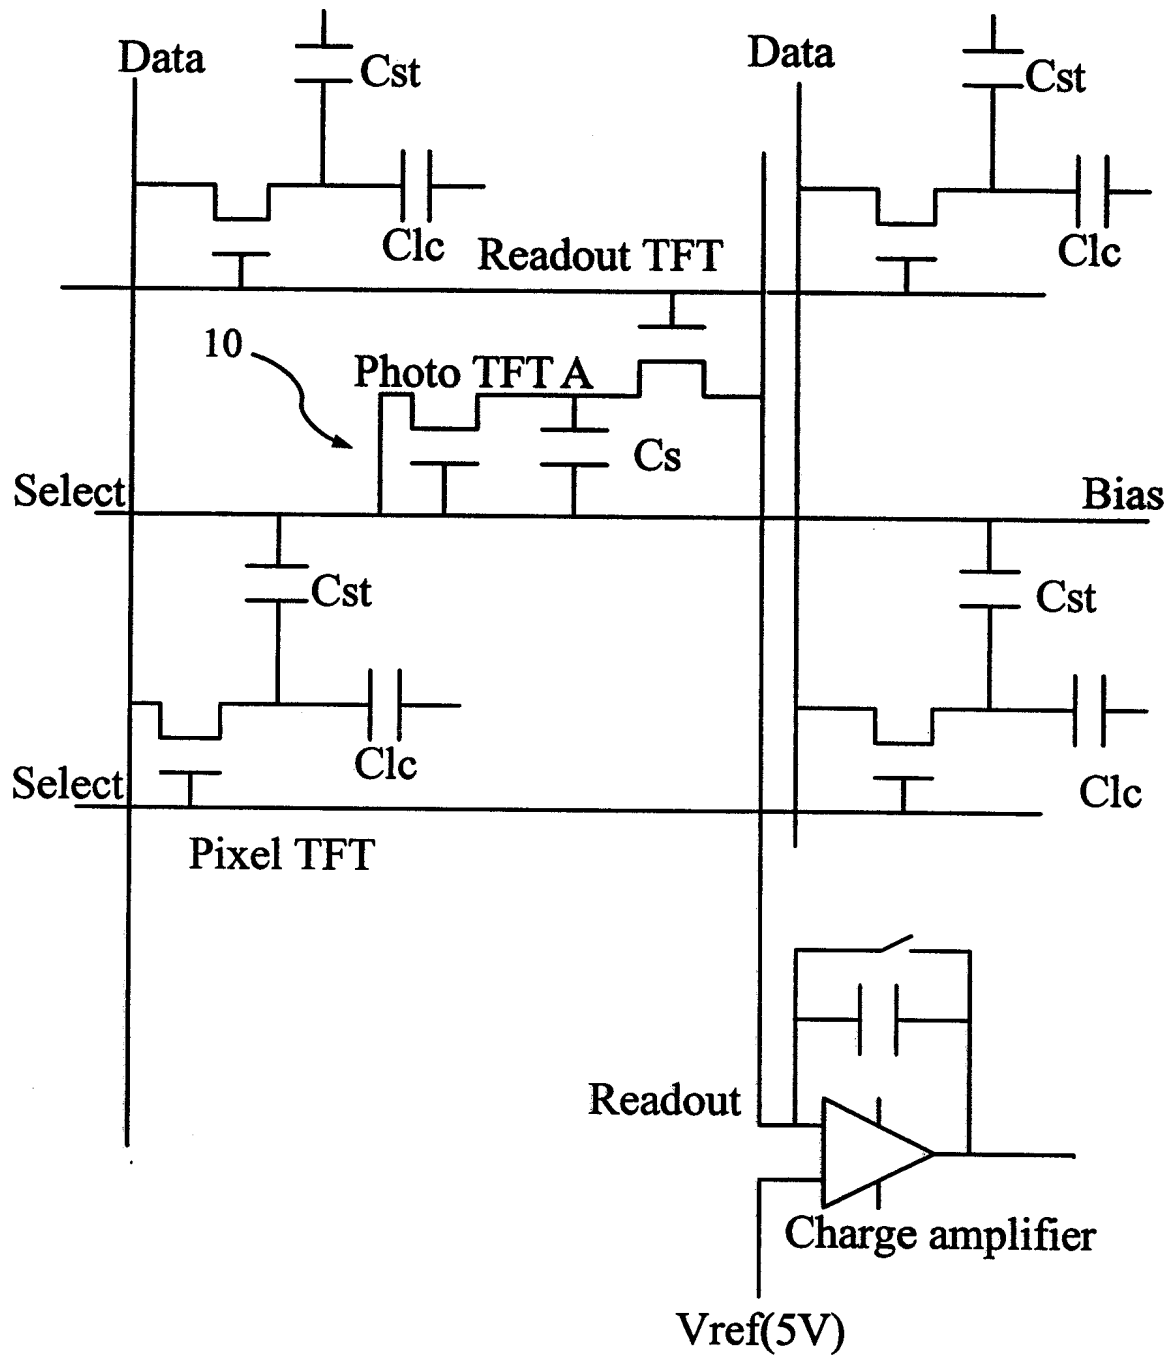 Data
Cst
Data
Cst
Clc
Clc
Readout TFT
10
Photo TFT A
Cs
Select
Bias
Cst
Cst
Clc
Select
Clc
Pixel TFT
Readout
Charge amplifier
Vref(5V)